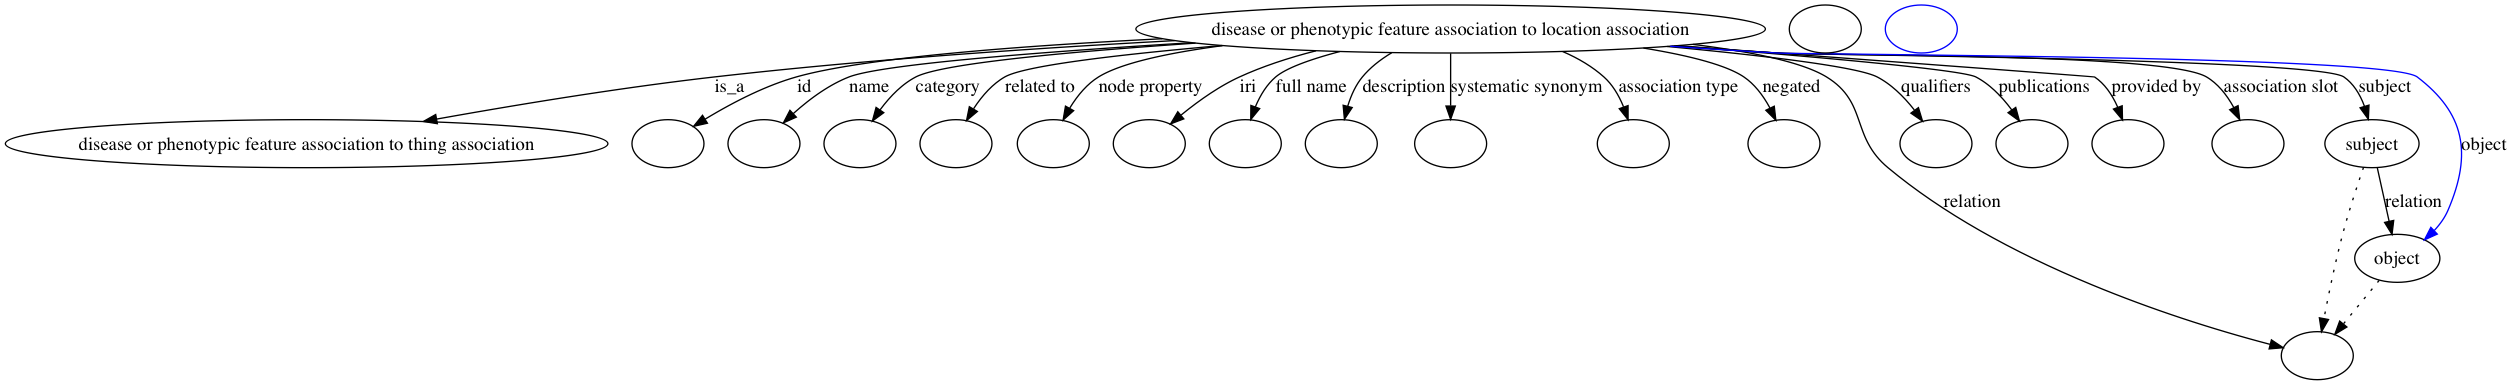 disease or phenotypic feature association to location association
is_a
id
name
category
related to
node property
iri
full name
description
systematic synonym
association type
negated
qualifiers
publications
provided by
association slot
subject
disease or phenotypic feature association to thing association
subject
object
relation
relation
object